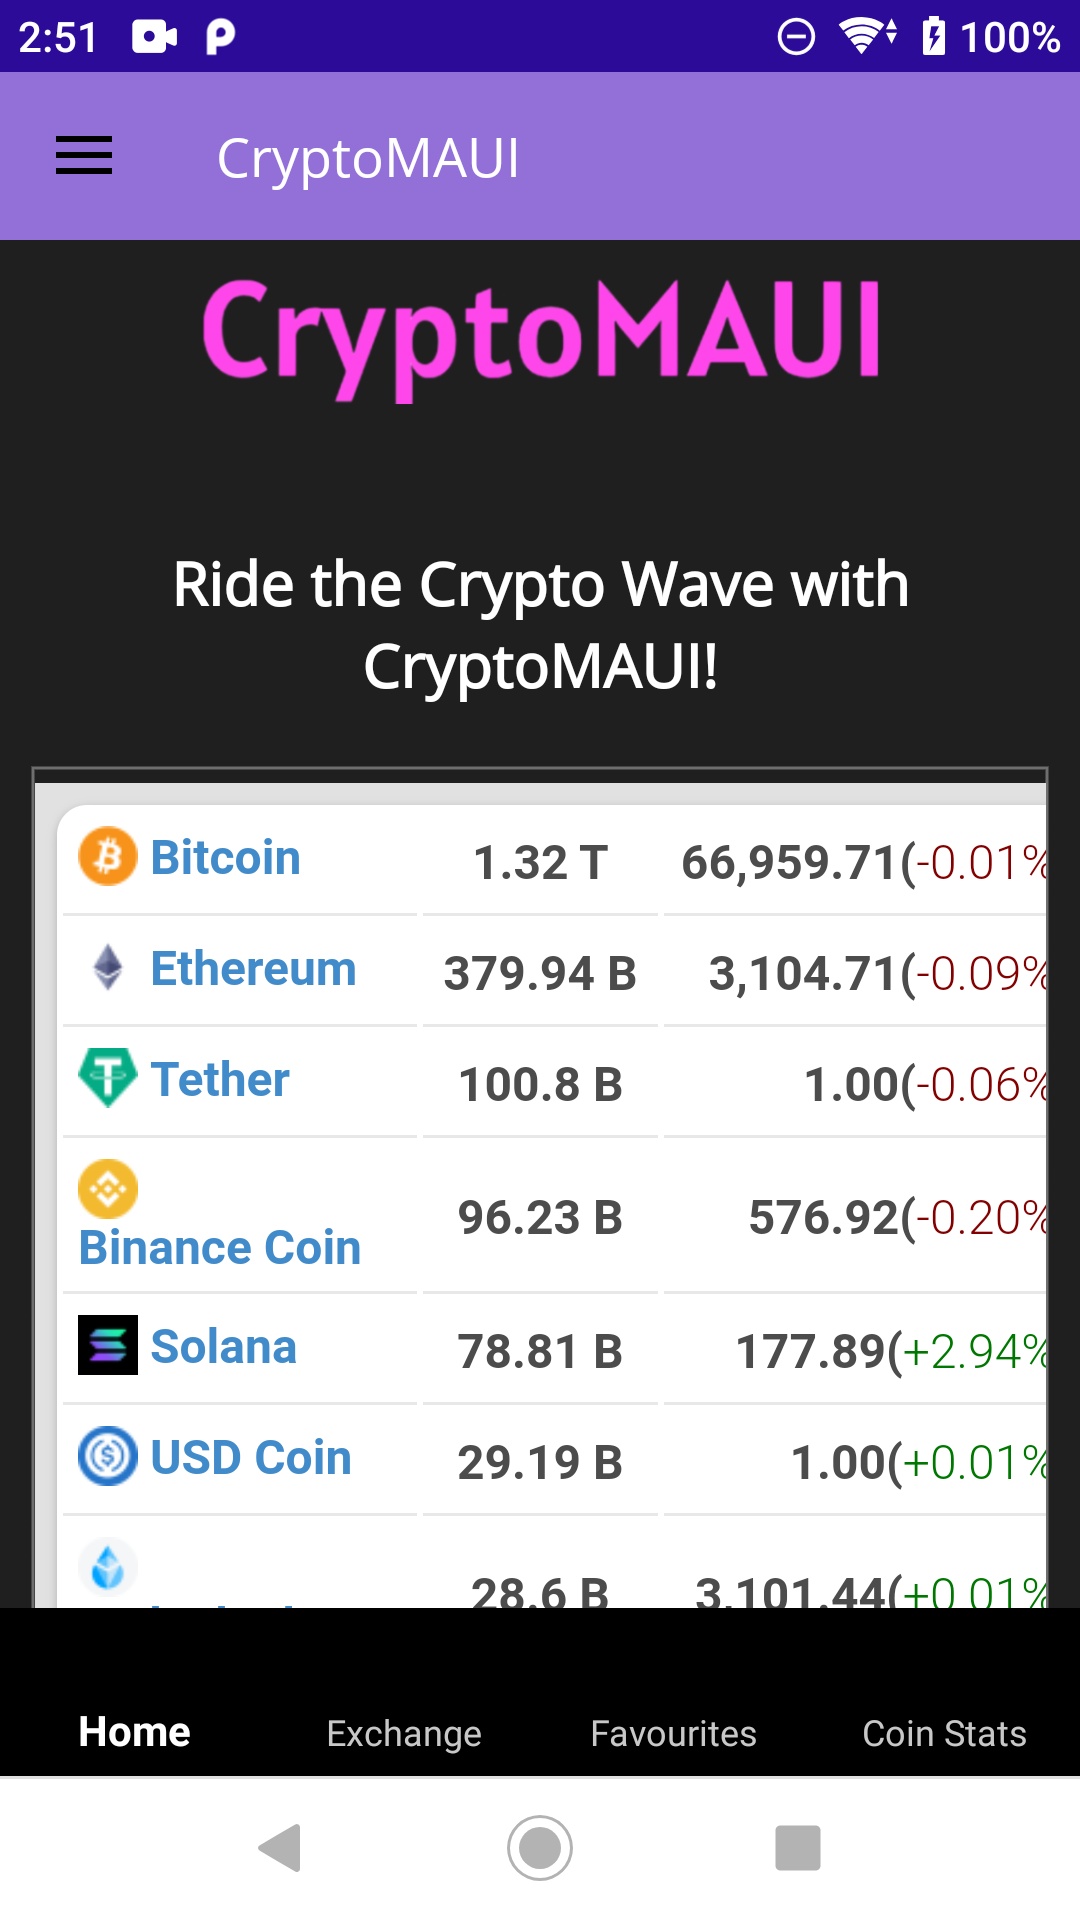 2:51 100%
CryptoMAUI
CryptoMAUI
Ride the Crypto Wave with
CryptoMAUI!
Bitcoin 1.32 T 66,959.71(-0.01%
Ethereum 379.94 B 3,104.71(-0.09%
Tether 100.8 B 1.00(-0.06%
Binance Coin 96.23 B 576.92(-0.20%
Solana 78.81 B 177.89(+2.94%
USD Coin 29.19 B 1.00(+0.01%
28.6 B 3,101.44(+0.01%
Home Exchange Favourites Coin Stats